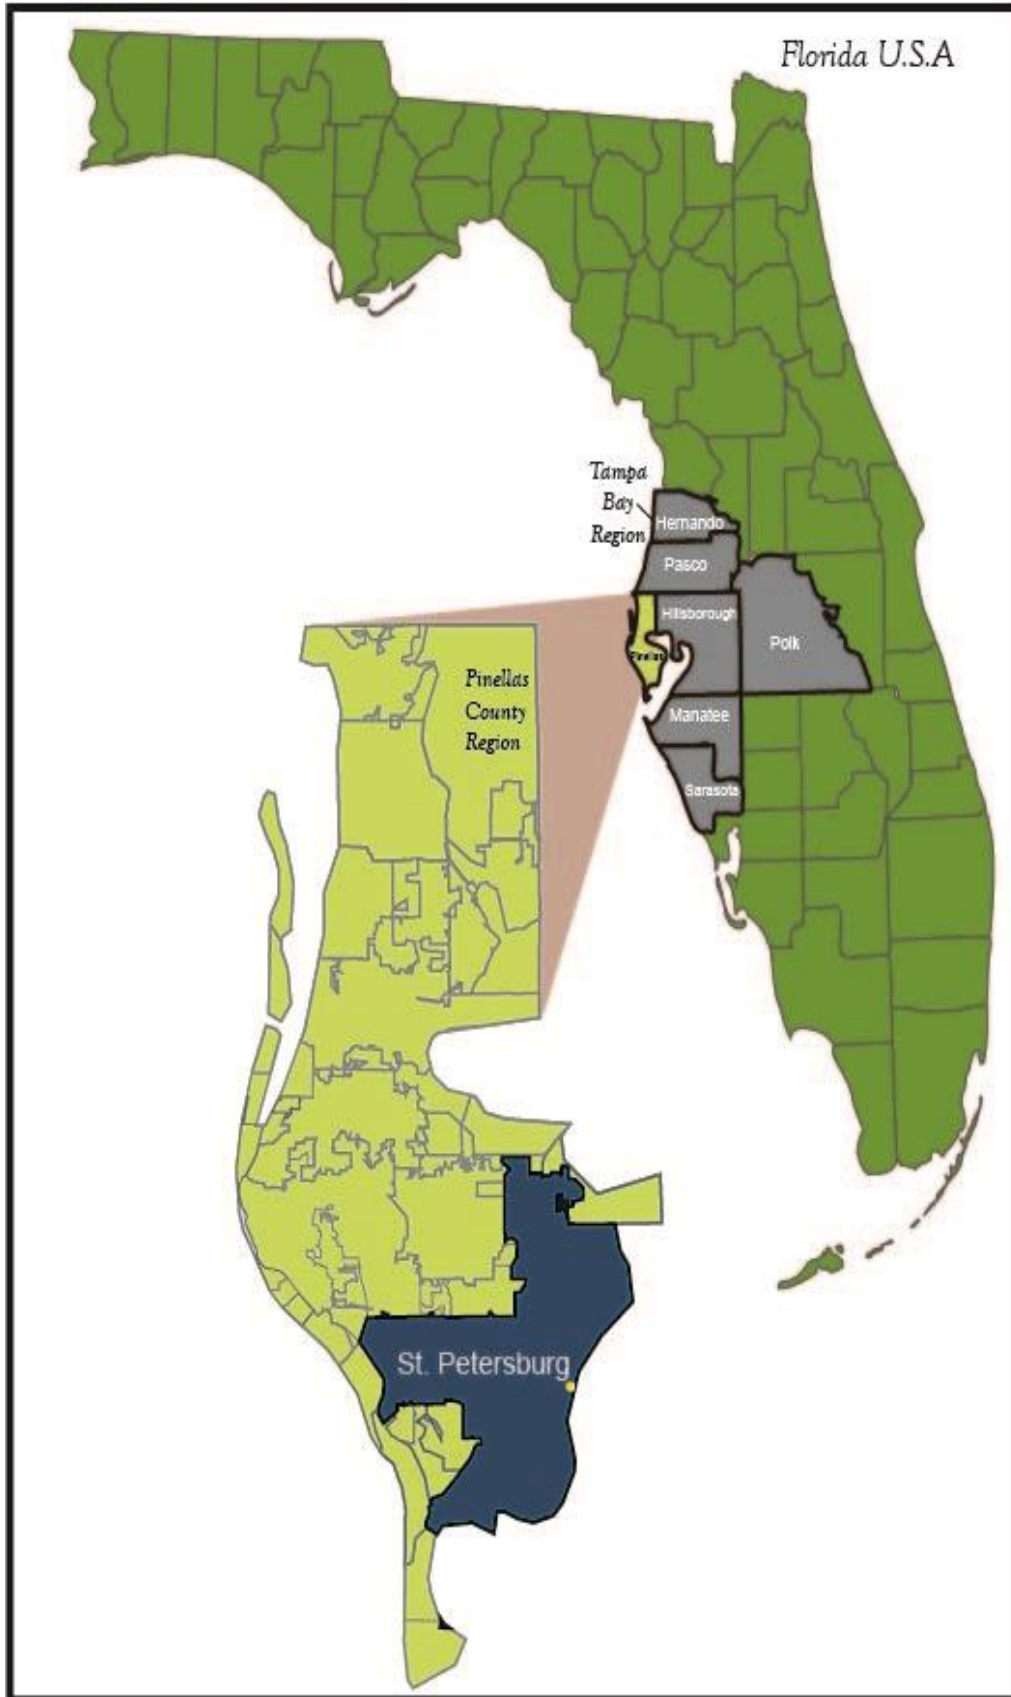 Florida U.S.A
Tampa
Bay
Region
Hernando
Pasco
Hillsborough
Polk
Pinellas
Manatee
Sarasota
Pinellas
County
Region
St. Petersburg